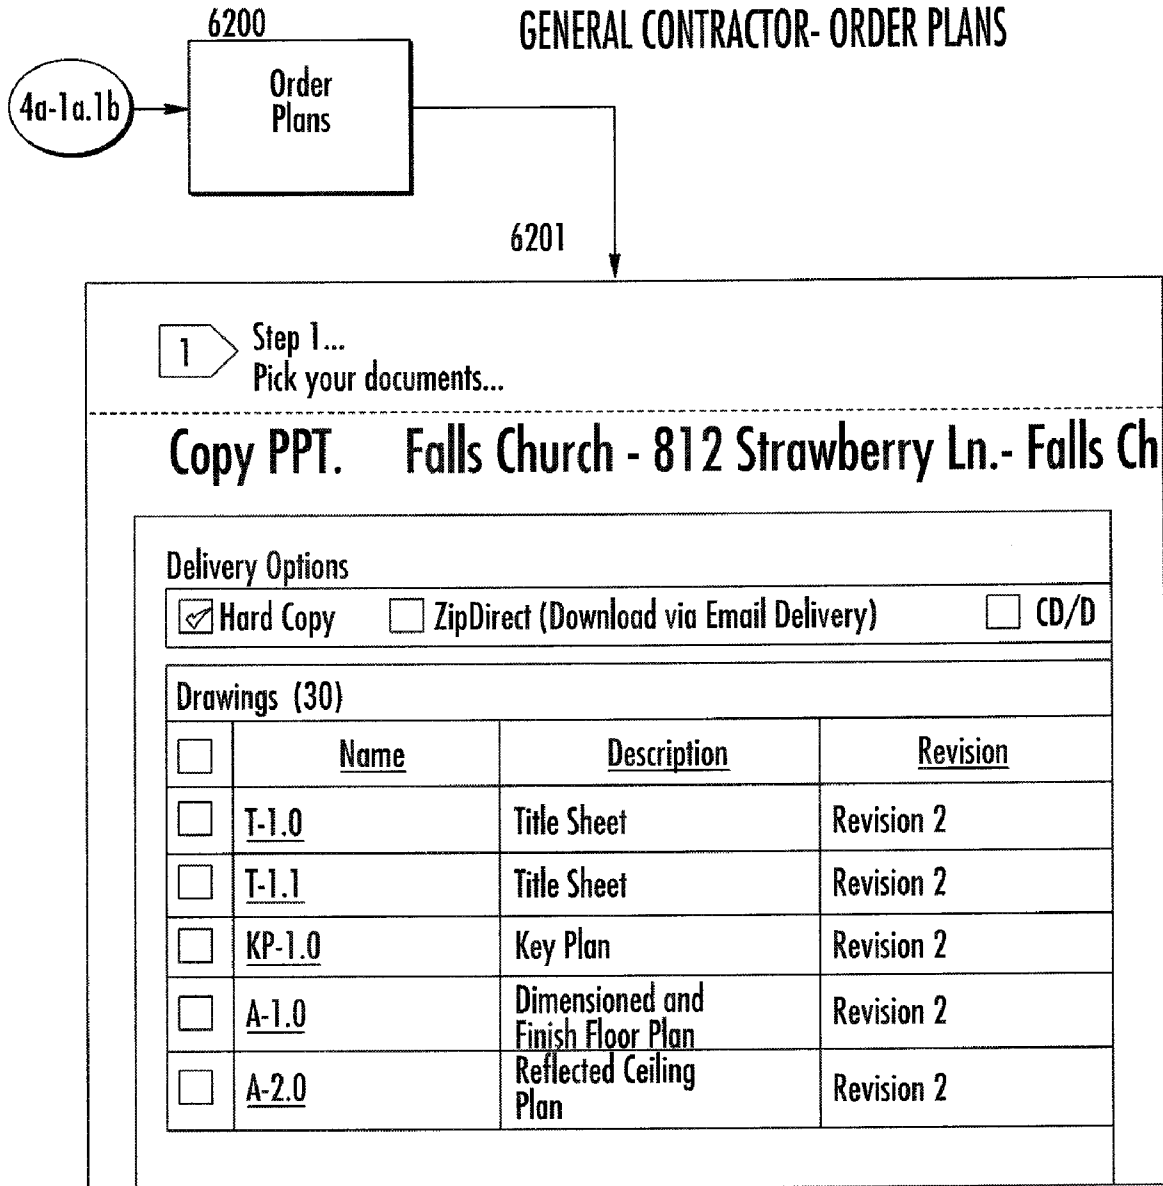 6200
GENERAL CONTRACTOR- ORDER PLANS
4a-1a.1b
Order
Plans
6201
1
Step 1...
Pick your documents...
Copy PPT. Falls Church - 812 Strawberry Ln.- Falls Ch
Delivery Options
Hard Copy ZipDirect (Download via Email Delivery) CD/D
Drawings (30)
Name Description Revision
T-1.0 Title Sheet Revision 2
T-1.1 Title Sheet Revision 2
KP-1.0 Key Plan Revision 2
A-1.0 Dimensioned and Revision 2
Finish Floor Plan
A-2.0 Reflected Ceiling Revision 2
Plan